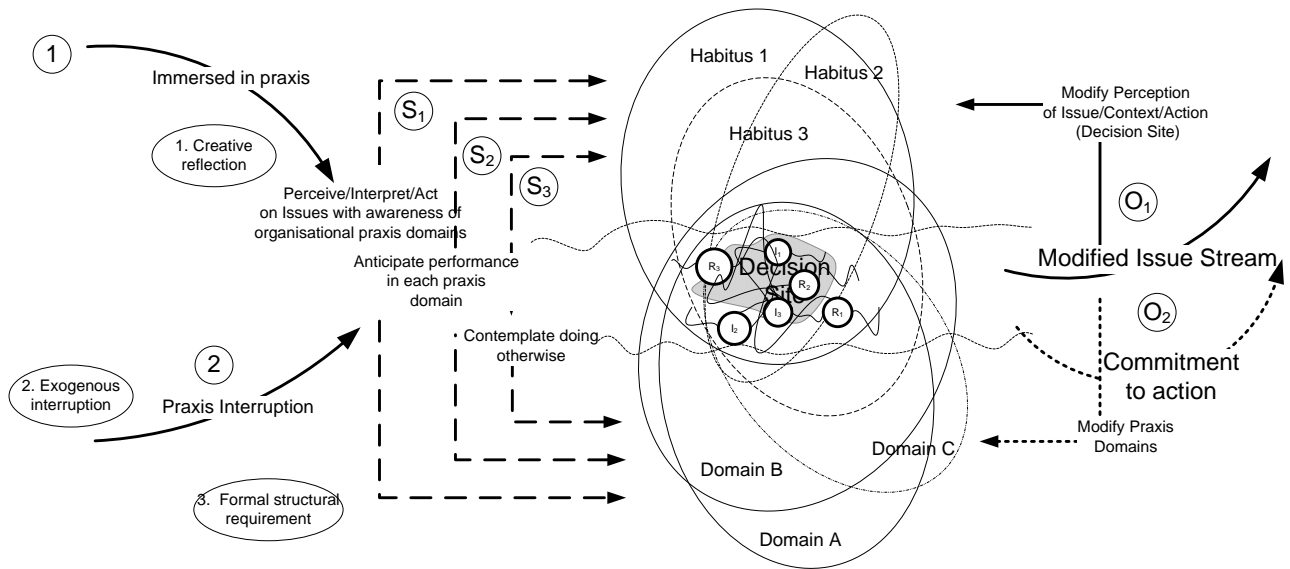 1
Immersed in praxis
1. Creative
reflection
Perceive/Interpret/Act
on Issues with awareness of
organisational praxis domains
Anticipate performance
in each praxis
domain
Contemplate doing
otherwise
2
Praxis Interruption
2. Exogenous
interruption
3. Formal structural
requirement
S1
S2
S3
Habitus 1
Habitus 2
Habitus 3
Decision
Site
I1
R3
R2
I3
R1
I2
Domain B
Domain C
Domain A
Modify Perception
of Issue/Context/Action
(Decision Site)
O1
Modified Issue Stream
O2
Commitment
to action
Modify Praxis
Domains